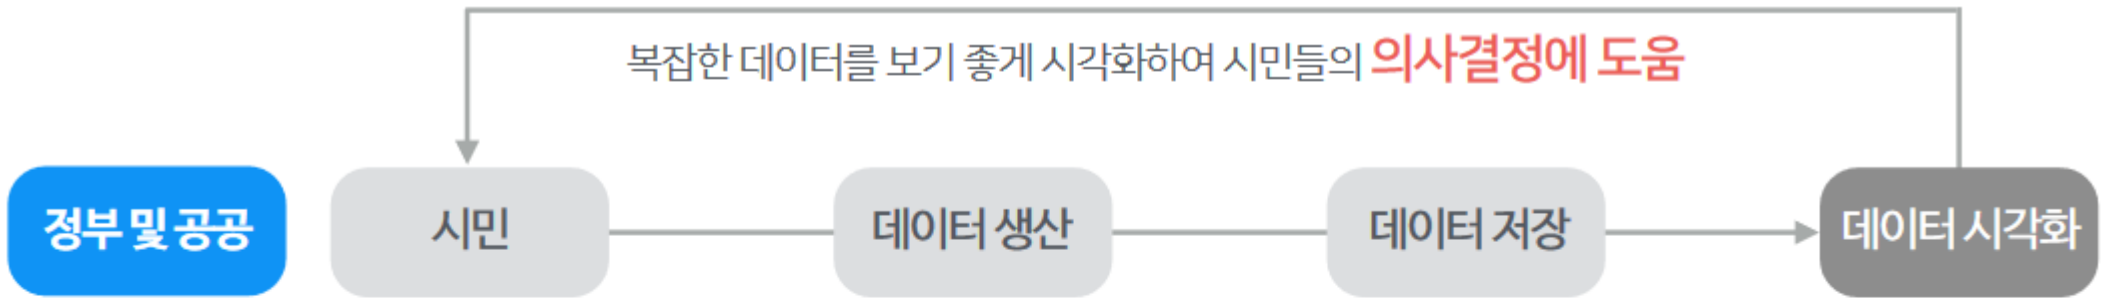 복잡한 데이터를 보기 좋게 시각화하여 시민들의 의사결정에 도움
정부 및 공공
시민
데이터 생산
데이터 저장
데이터 시각화